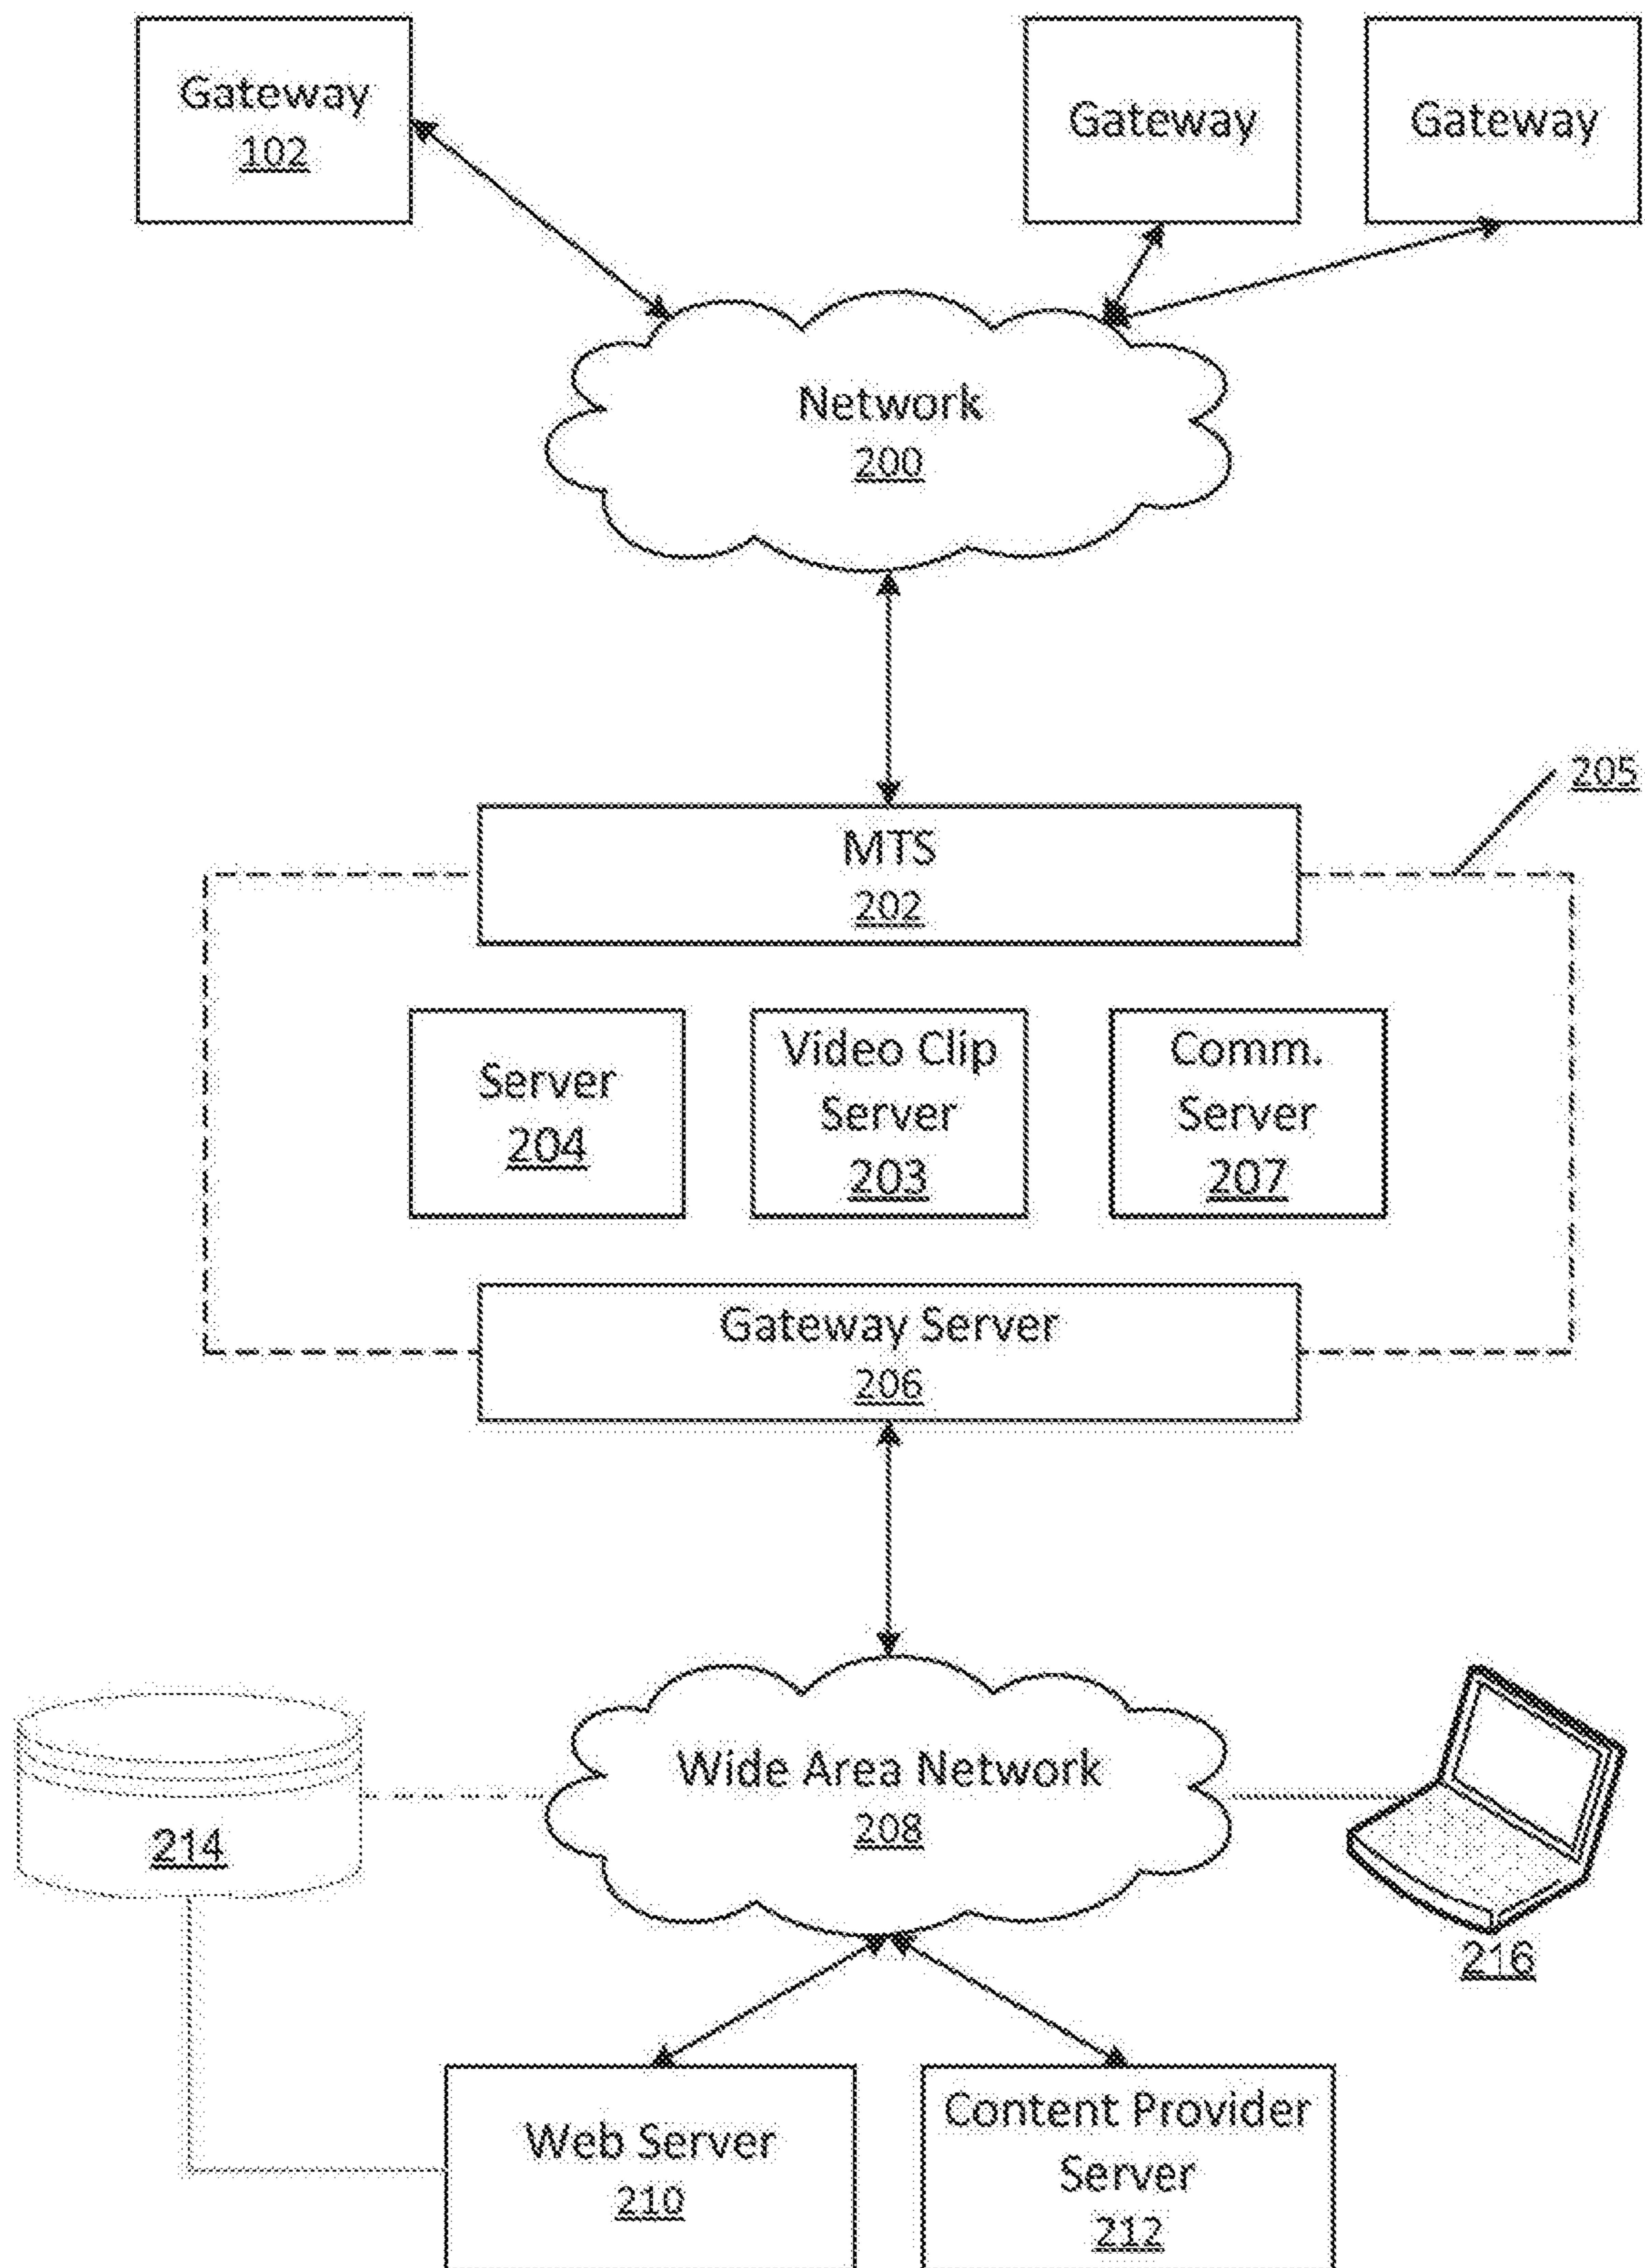 Gateway
102
Gateway
Gateway
Network
200
205
MTS
202
Server
204
Video Clip
Server
203
Comm.
Server
207
Gateway Server
206
Wide Area Network
208
214
216
Web Server
210
Content Provider
Server
212